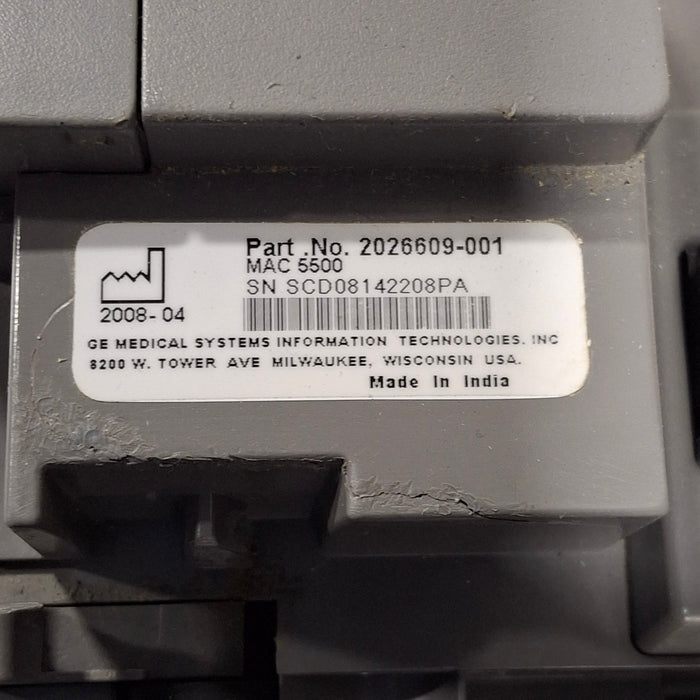 Part .No. 2026609-001
MAC 5500
SN SCD08142208PA
2008-04
GE MEDICAL SYSTEMS INFORMATION TECHNOLOGIES. INC
8200 W. TOWER AVE MILWAUKEE, WISCONSIN USA.
Made In India